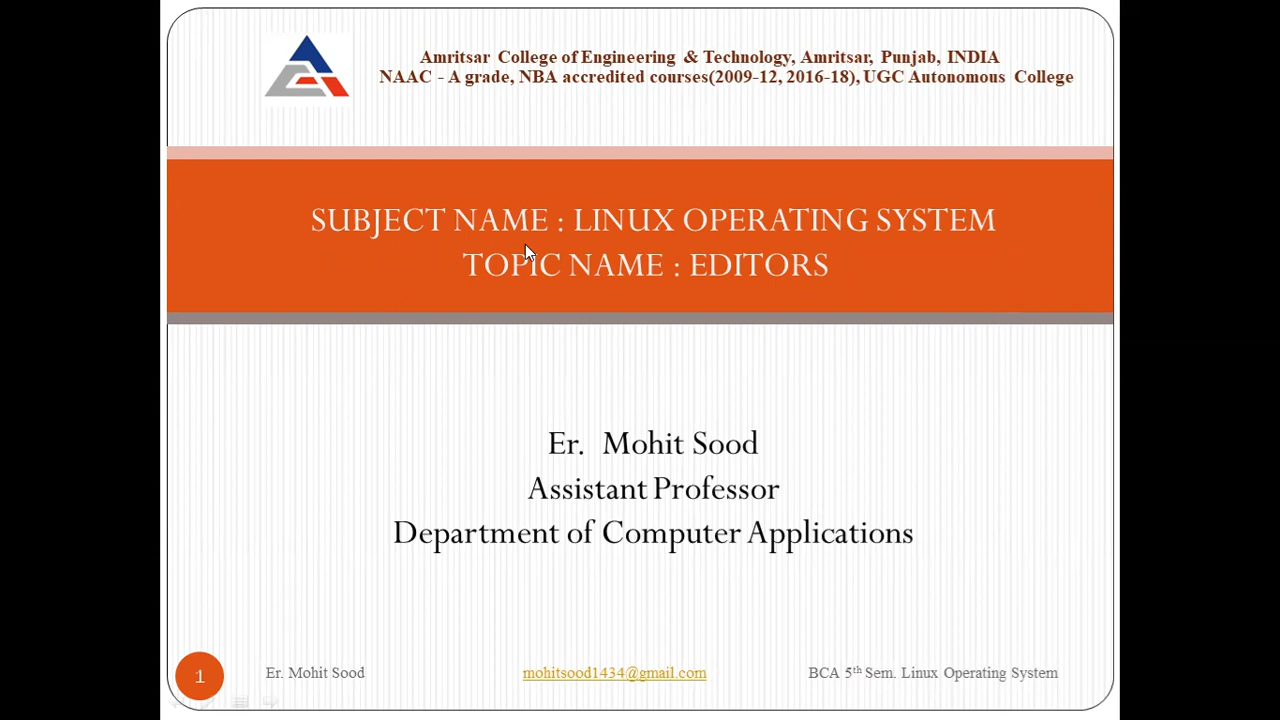 Amritsar College of Engineering & Technology, Amritsar, Punjab, INDIA
NAAC - A grade, NBA accredited courses(2009-12, 2016-18), UGC Autonomous College
SUBJECT NAME : LINUX OPERATING SYSTEM
TOPIC NAME : EDITORS
Er. Mohit Sood
Assistant Professor
Department of Computer Applications
1
Er. Mohit Sood
mohitsood1434@gmail.com
BCA 5th Sem. Linux Operating System